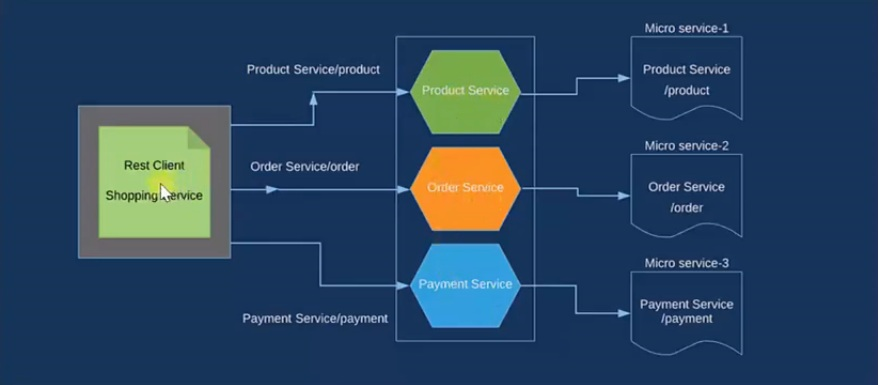 Micro service-1
Product Service/product
Product Service
Product Service
/product
Micro service-2
Rest Client
Order Service/order
Order Service
Order Service
/order
Shopping Service
Micro service-3
Payment Service
Payment Service
/payment
Payment Service/payment